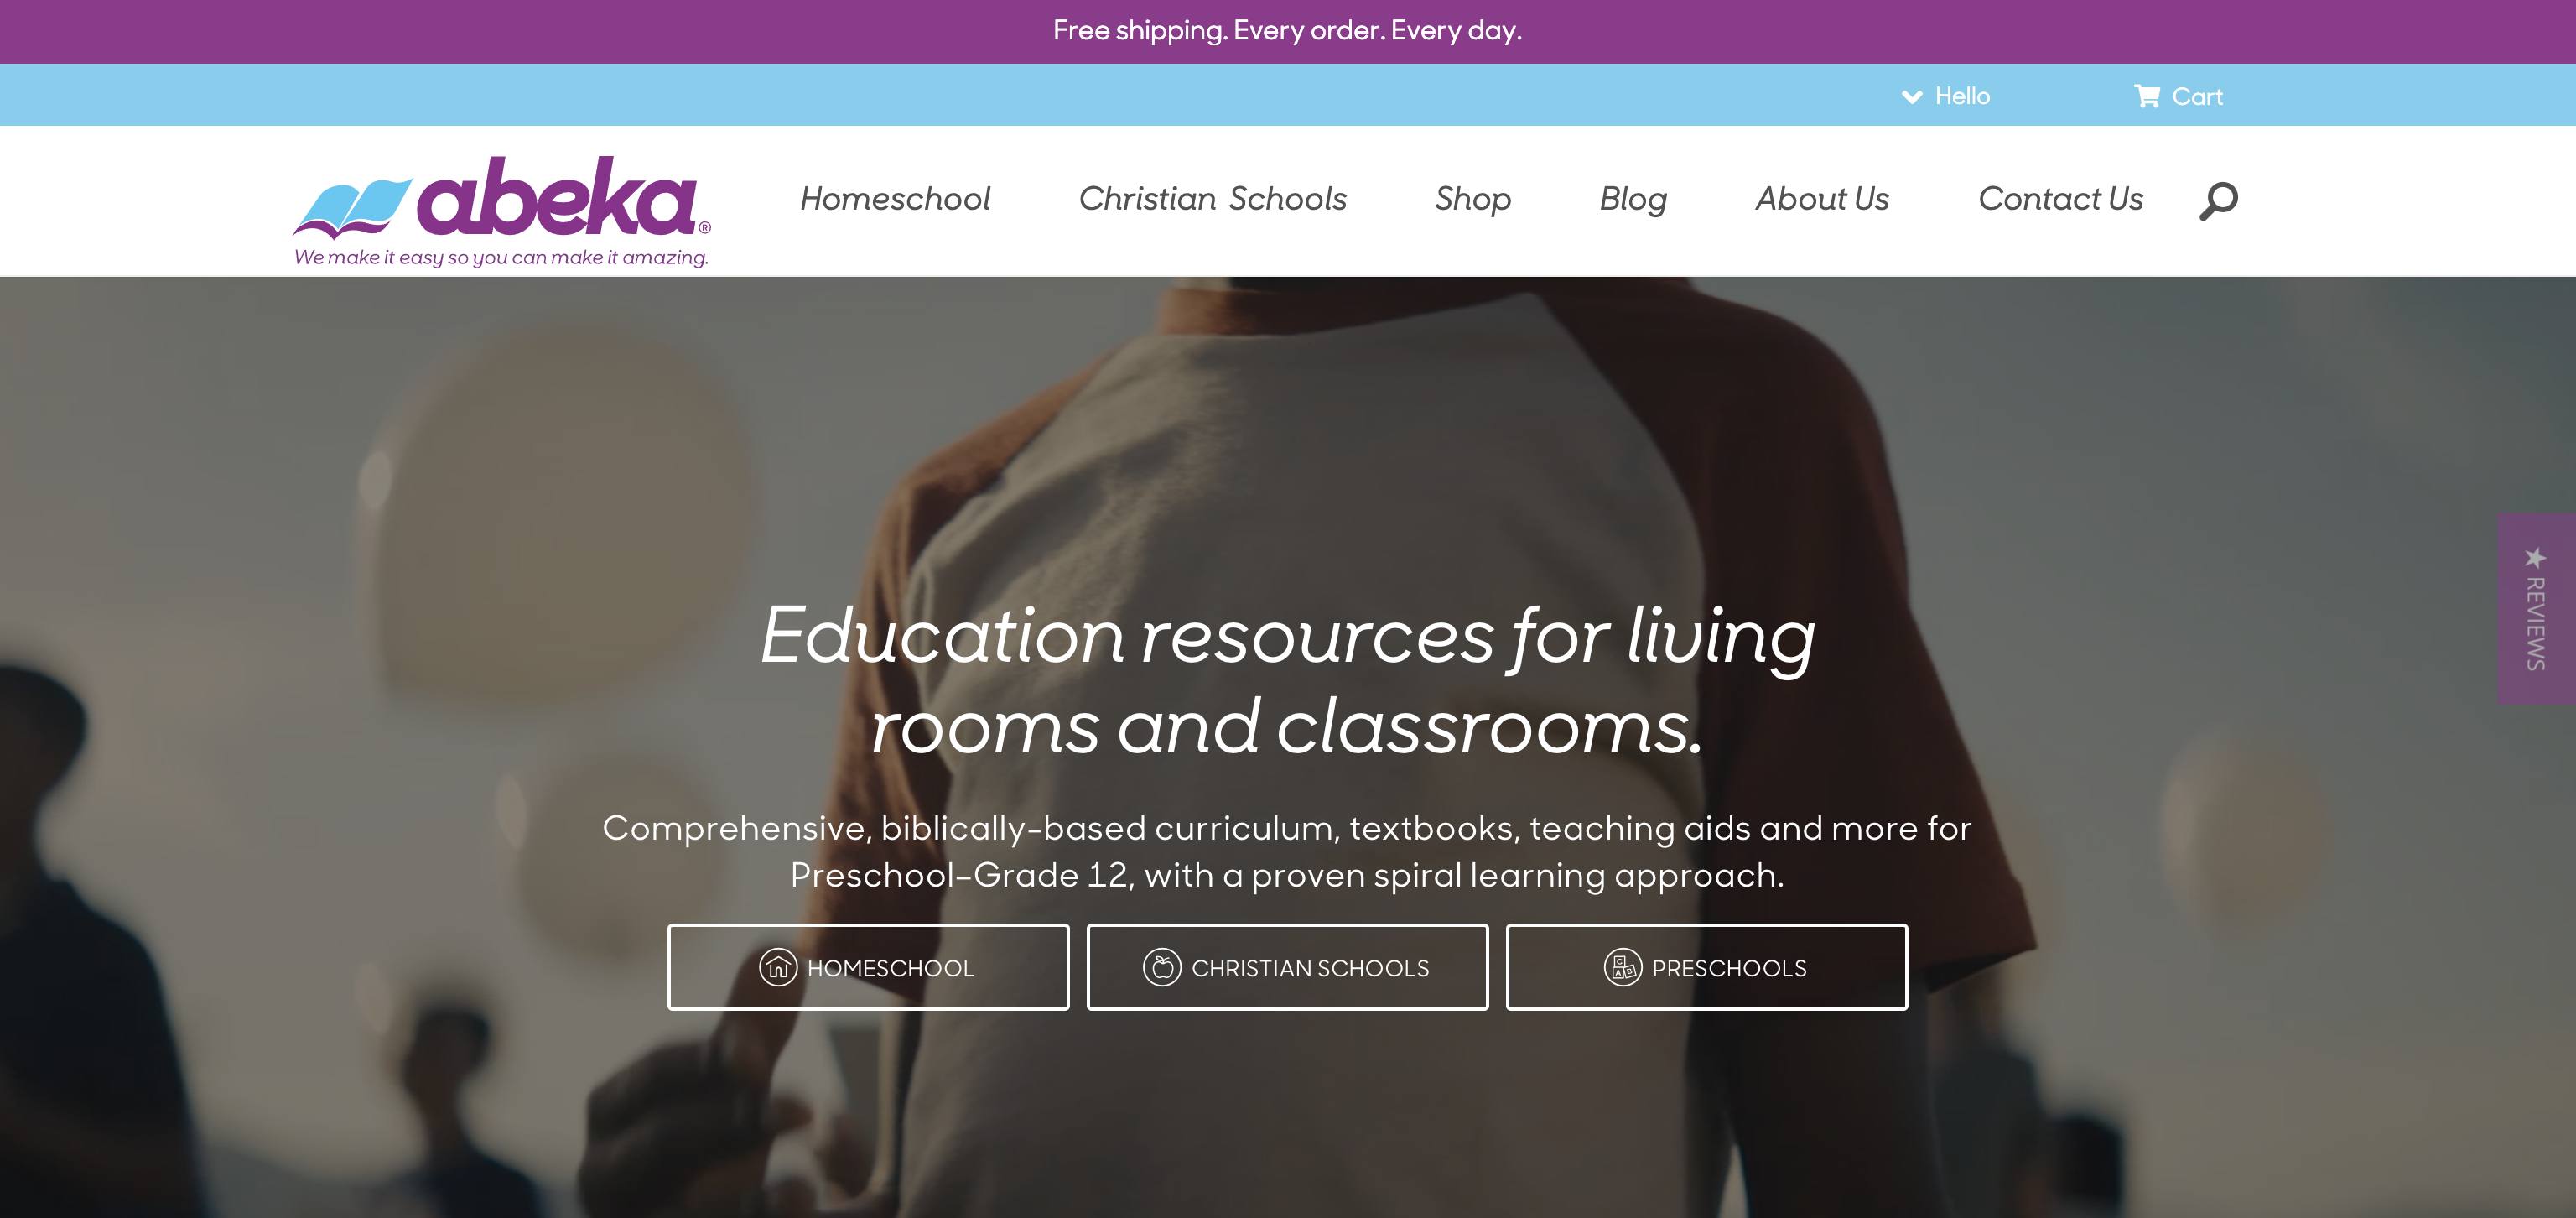 Free shipping. Every order. Every day.
Hello
Cart
abeka®
We make it easy so you can make it amazing.
Homeschool
Christian Schools
Shop
Blog
About Us
Contact Us
Education resources for living
rooms and classrooms.
Comprehensive, biblically-based curriculum, textbooks, teaching aids and more for
Preschool–Grade 12, with a proven spiral learning approach.
HOMESCHOOL
CHRISTIAN SCHOOLS
C A B
PRESCHOOLS
★ REVIEWS